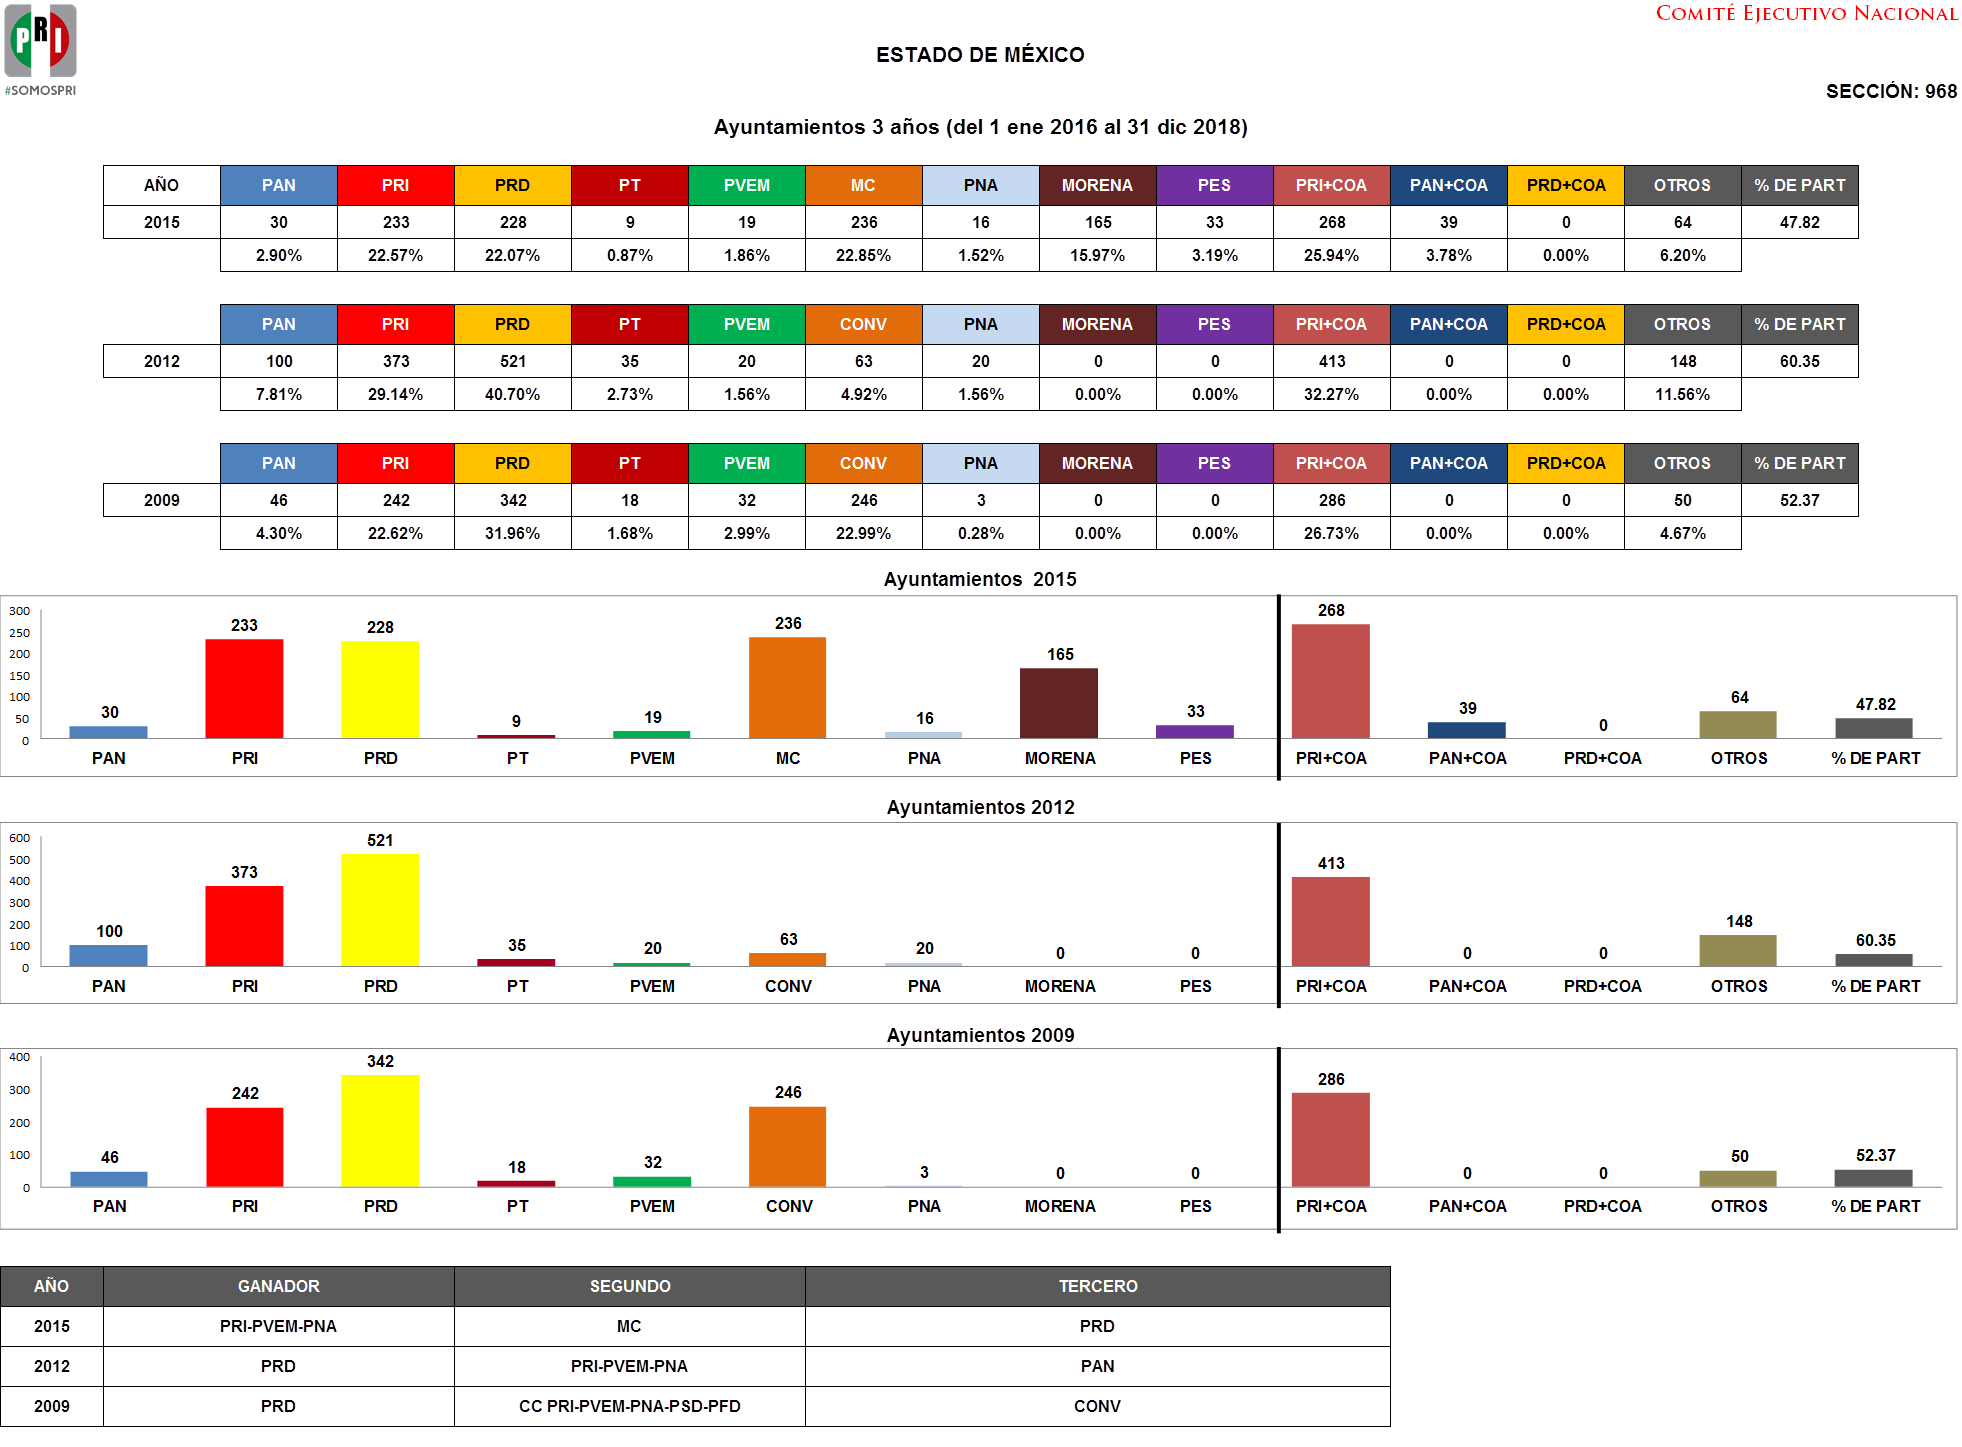 PRI
#SOMOSPRI
COMITÉ EJECUTIVO NACIONAL
ESTADO DE MÉXICO
SECCIÓN: 968
Ayuntamientos 3 años (del 1 ene 2016 al 31 dic 2018)
AÑO PAN PRI PRD PT PVEM MC PNA MORENA PES PRI+COA PAN+COA PRD+COA OTROS % DE PART
2015 30 233 228 9 19 236 16 165 33 268 39 0 64 47.82
2.90% 22.57% 22.07% 0.87% 1.86% 22.85% 1.52% 15.97% 3.19% 25.94% 3.78% 0.00% 6.20%
PAN PRI PRD PT PVEM CONV PNA MORENA PES PRI+COA PAN+COA PRD+COA OTROS % DE PART
2012 100 373 521 35 20 63 20 0 0 413 0 0 148 60.35
7.81% 29.14% 40.70% 2.73% 1.56% 4.92% 1.56% 0.00% 0.00% 32.27% 0.00% 0.00% 11.56%
PAN PRI PRD PT PVEM CONV PNA MORENA PES PRI+COA PAN+COA PRD+COA OTROS % DE PART
2009 46 242 342 18 32 246 3 0 0 286 0 0 50 52.37
4.30% 22.62% 31.96% 1.68% 2.99% 22.99% 0.28% 0.00% 0.00% 26.73% 0.00% 0.00% 4.67%
Ayuntamientos 2015
300
250
200
150
100
50
0
30 233 228 9 19 236 16 165 33 268 39 0 64 47.82
PAN PRI PRD PT PVEM MC PNA MORENA PES PRI+COA PAN+COA PRD+COA OTROS % DE PART
Ayuntamientos 2012
600
500
400
300
200
100
0
100 373 521 35 20 63 20 0 0 413 0 0 148 60.35
PAN PRI PRD PT PVEM CONV PNA MORENA PES PRI+COA PAN+COA PRD+COA OTROS % DE PART
Ayuntamientos 2009
400
300
200
100
0
46 242 342 18 32 246 3 0 0 286 0 0 50 52.37
PAN PRI PRD PT PVEM CONV PNA MORENA PES PRI+COA PAN+COA PRD+COA OTROS % DE PART
AÑO GANADOR SEGUNDO TERCERO
2015 PRI-PVEM-PNA MC PRD
2012 PRD PRI-PVEM-PNA PAN
2009 PRD CC PRI-PVEM-PNA-PSD-PFD CONV